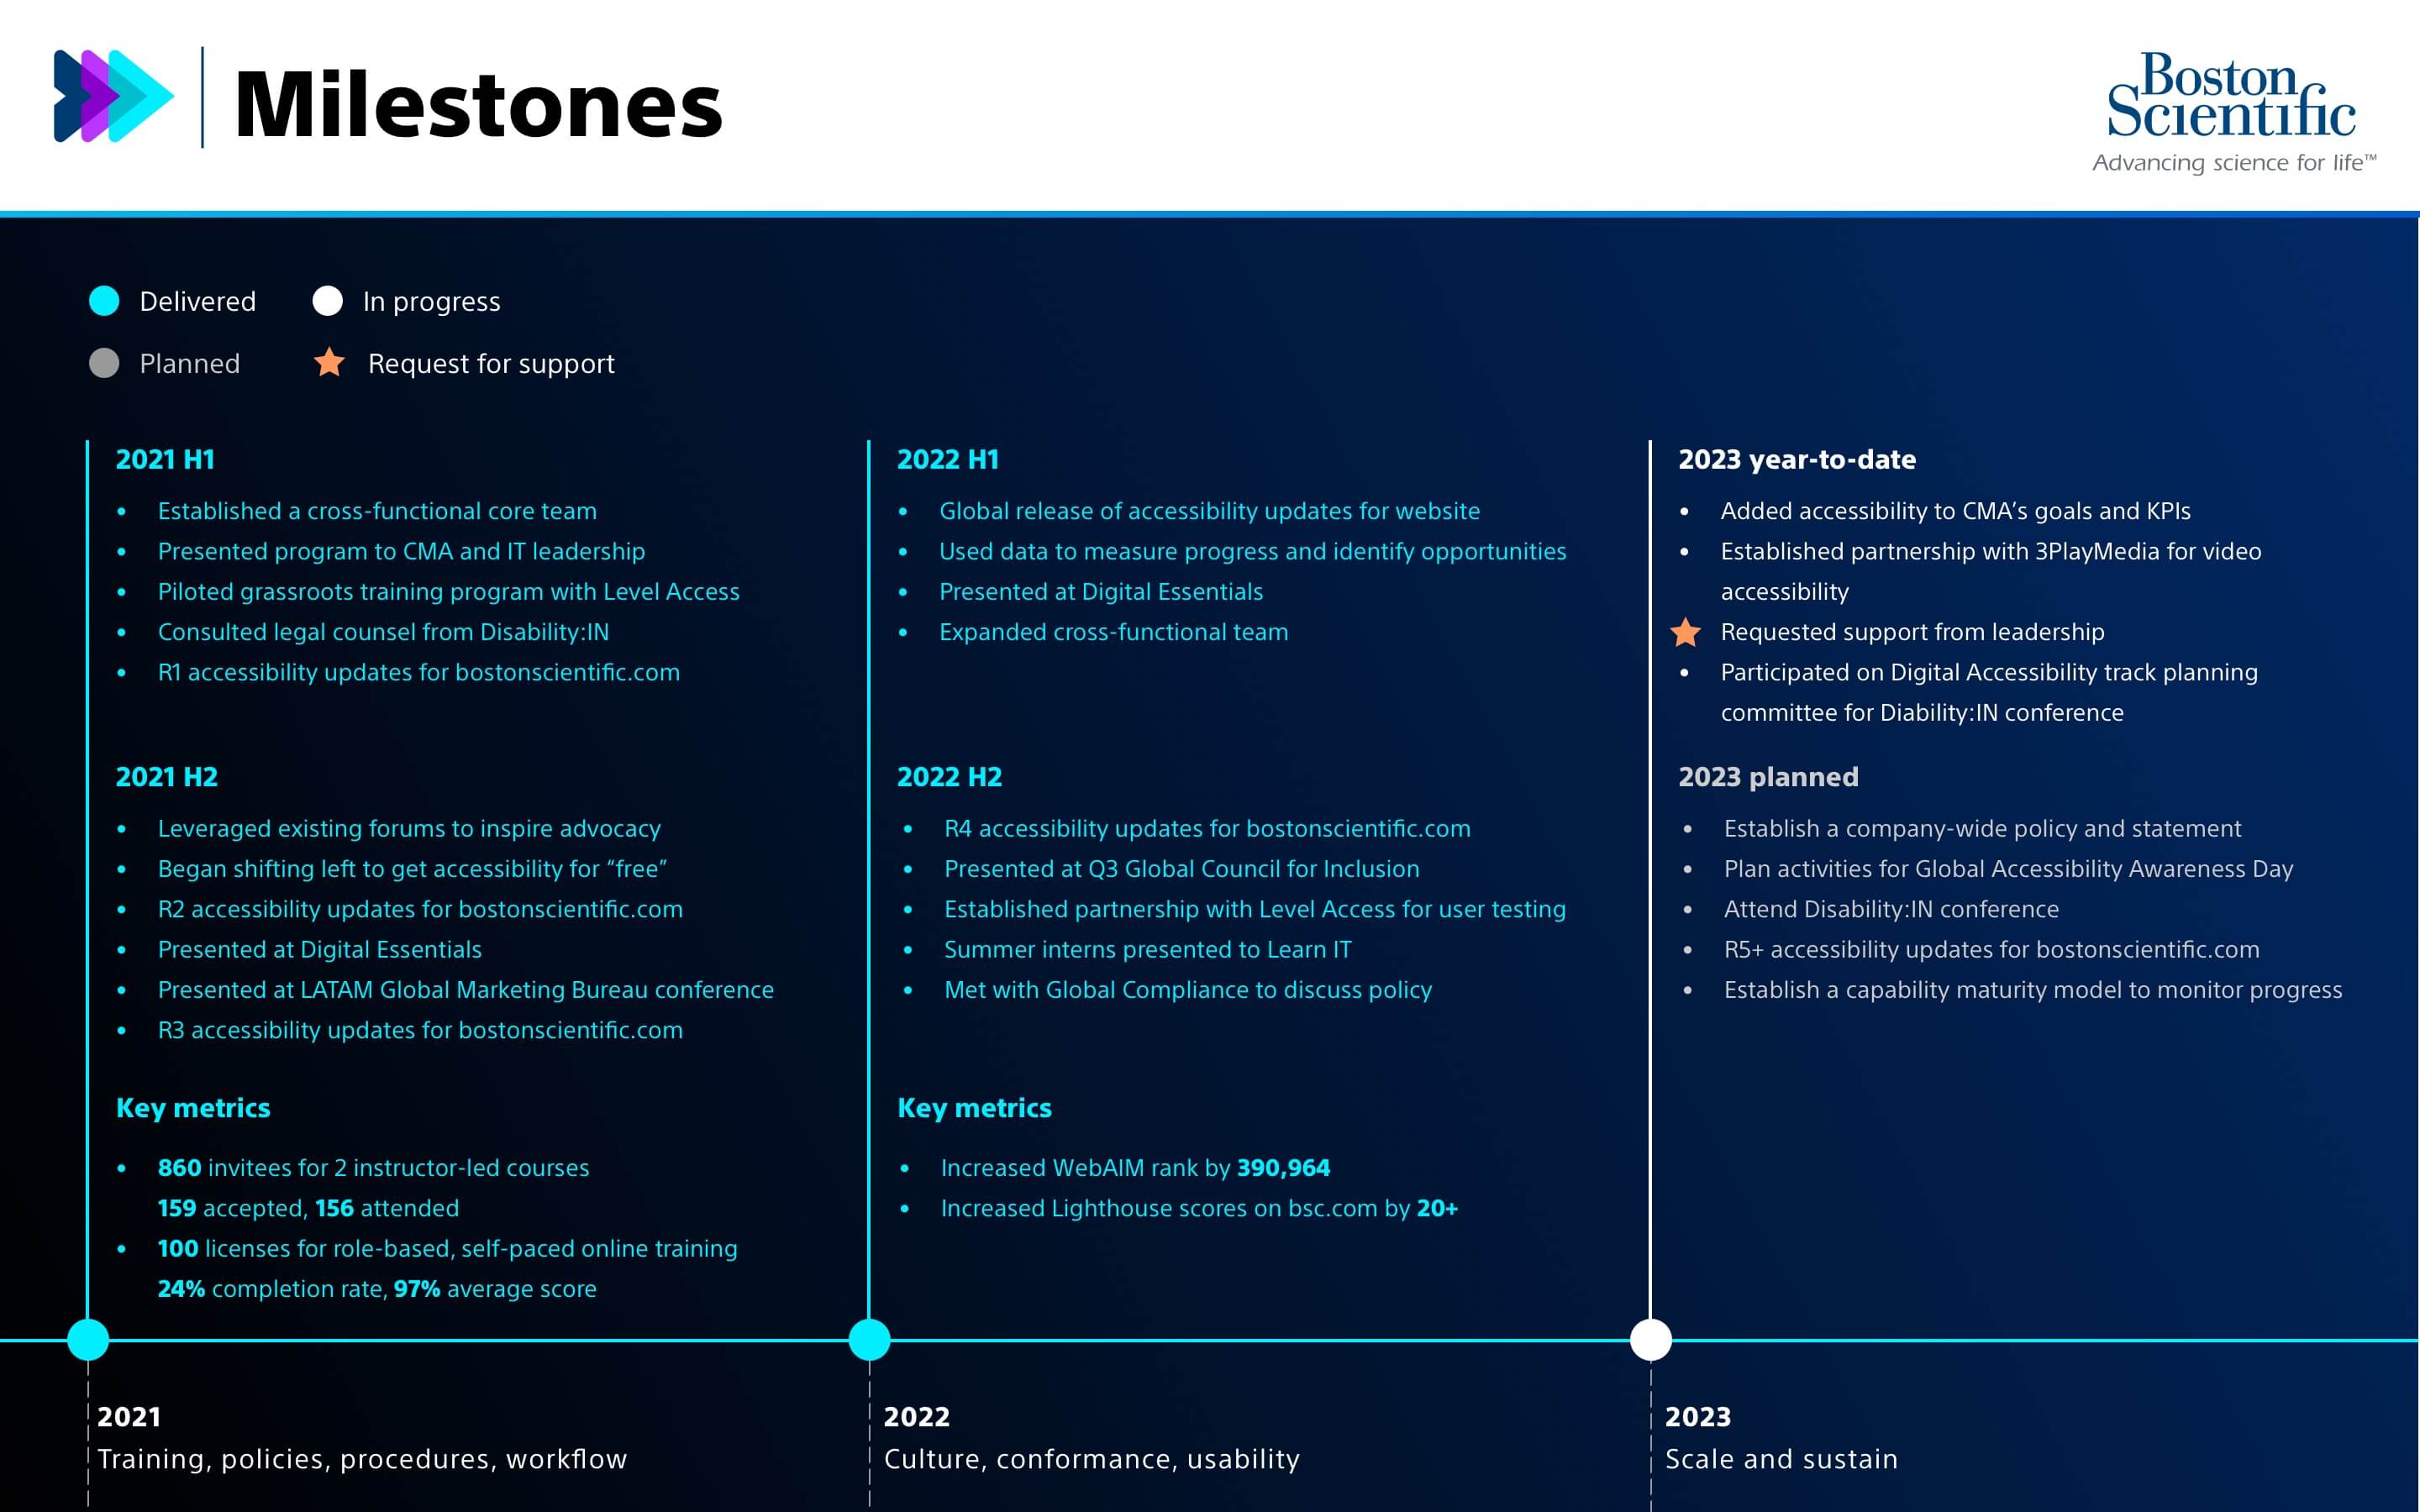 Milestones
Boston
Scientific
Advancing science for life™
Delivered
In progress
Planned
Request for support
2021 H1
• Established a cross-functional core team
• Presented program to CMA and IT leadership
• Piloted grassroots training program with Level Access
• Consulted legal counsel from Disability:IN
• R1 accessibility updates for bostonscientific.com
2021 H2
• Leveraged existing forums to inspire advocacy
• Began shifting left to get accessibility for “free”
• R2 accessibility updates for bostonscientific.com
• Presented at Digital Essentials
• Presented at LATAM Global Marketing Bureau conference
• R3 accessibility updates for bostonscientific.com
Key metrics
• 860 invitees for 2 instructor-led courses
159 accepted, 156 attended
• 100 licenses for role-based, self-paced online training
24% completion rate, 97% average score
2022 H1
• Global release of accessibility updates for website
• Used data to measure progress and identify opportunities
• Presented at Digital Essentials
• Expanded cross-functional team
2022 H2
• R4 accessibility updates for bostonscientific.com
• Presented at Q3 Global Council for Inclusion
• Established partnership with Level Access for user testing
• Summer interns presented to Learn IT
• Met with Global Compliance to discuss policy
Key metrics
• Increased WebAIM rank by 390,964
• Increased Lighthouse scores on bsc.com by 20+
2023 year-to-date
• Added accessibility to CMA’s goals and KPIs
• Established partnership with 3PlayMedia for video
accessibility
Requested support from leadership
• Participated on Digital Accessibility track planning
committee for Diability:IN conference
2023 planned
• Establish a company-wide policy and statement
• Plan activities for Global Accessibility Awareness Day
• Attend Disability:IN conference
• R5+ accessibility updates for bostonscientific.com
• Establish a capability maturity model to monitor progress
2021
Training, policies, procedures, workflow
2022
Culture, conformance, usability
2023
Scale and sustain